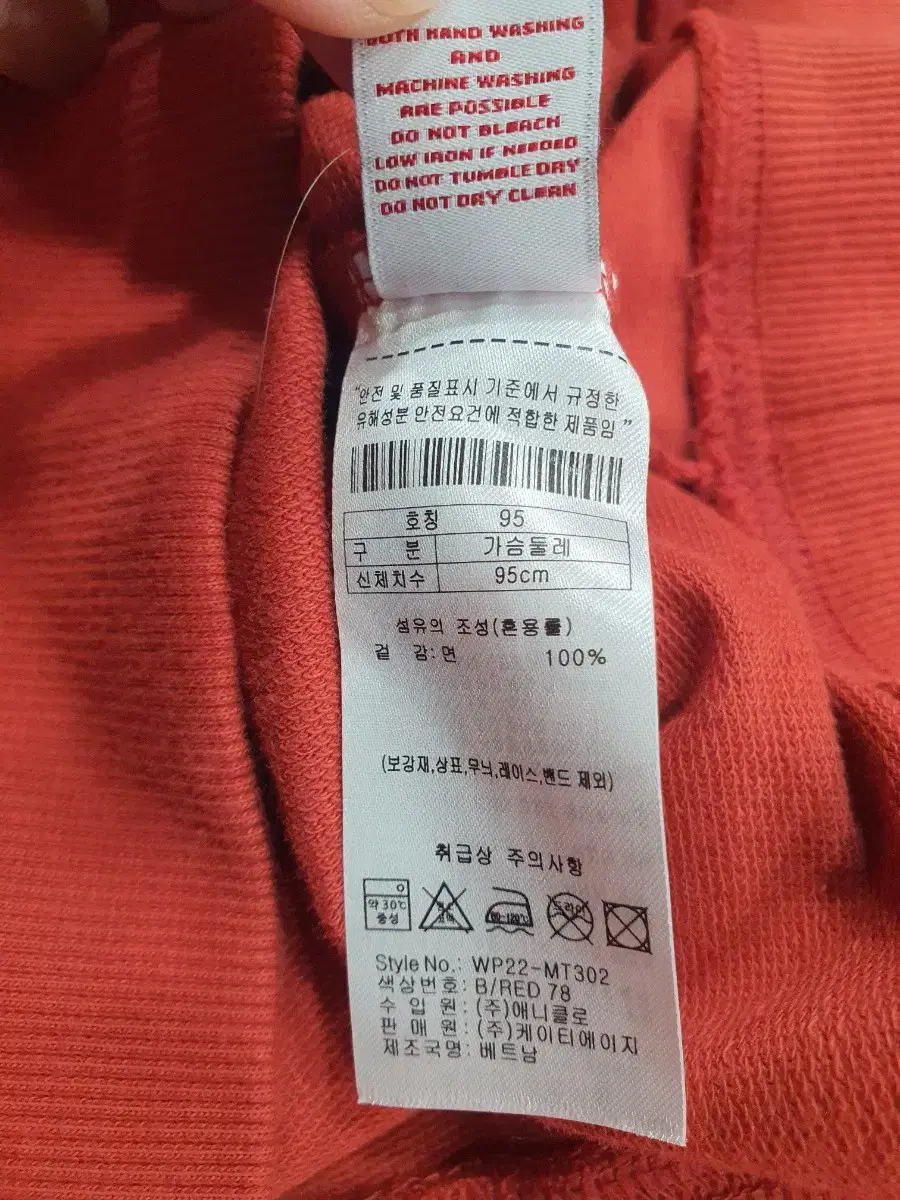 BOTH HAND WASHING
AND
MACHINE WASHING
ARE POSSIBLE
DO NOT BLEACH
LOW IRON IF NEEDED
DO NOT TUMBLE DRY
DO NOT DRY CLEAN
"안전 및 품질표시 기준에서 규정한
유해성분 안전요건에 적합한 제품임"
호칭 95
구 분 가슴둘레
신체치수 95cm
섬유의 조성(혼용률)
겉 감:면 100%
(보강재,상표,무늬,레이스,밴드 제외)
취급상 주의사항
약30℃ 중성 80-120℃ 드라이
Style No.: WP22-MT302
색상번호: B/RED 78
수 입 원: (주)애니클로
판 매 원: (주)케이티에이지
제조국명: 베트남